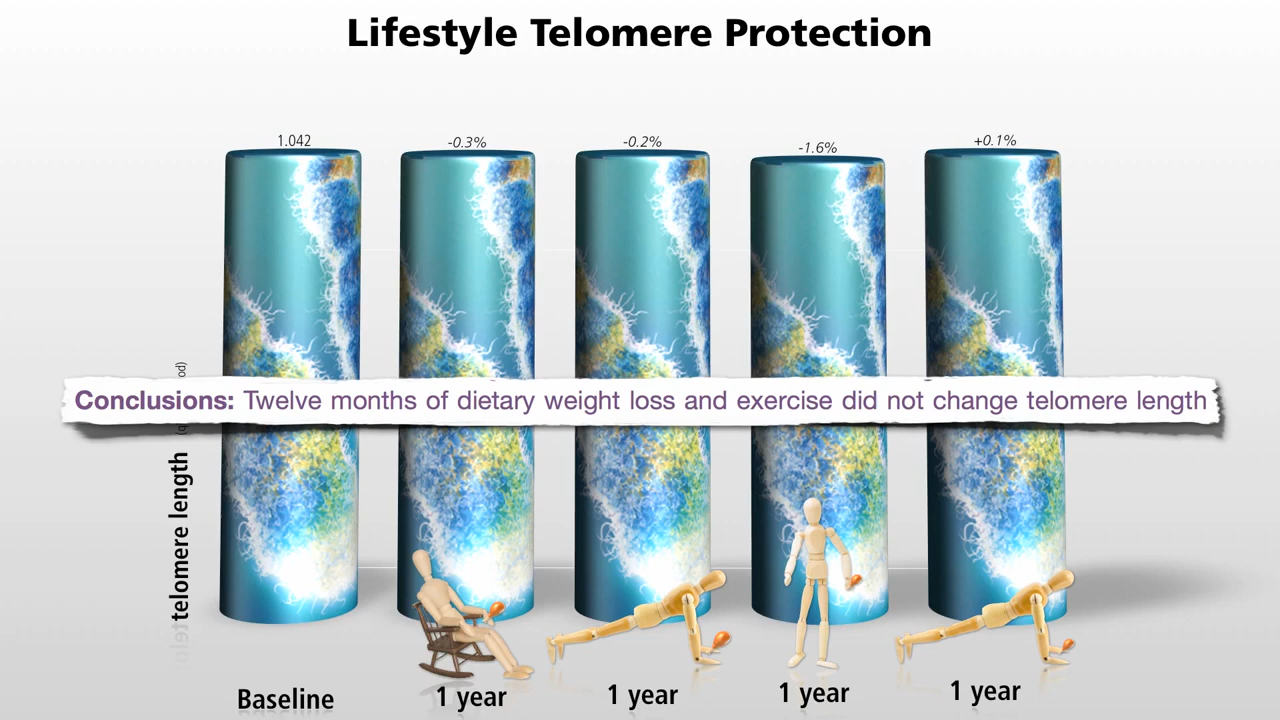 Lifestyle Telomere Protection
1.042
-0.3%
-0.2%
-1.6%
+0.1%
Conclusions: Twelve months of dietary weight loss and exercise did not change telomere length
telomere length
Baseline
1 year
1 year
1 year
1 year